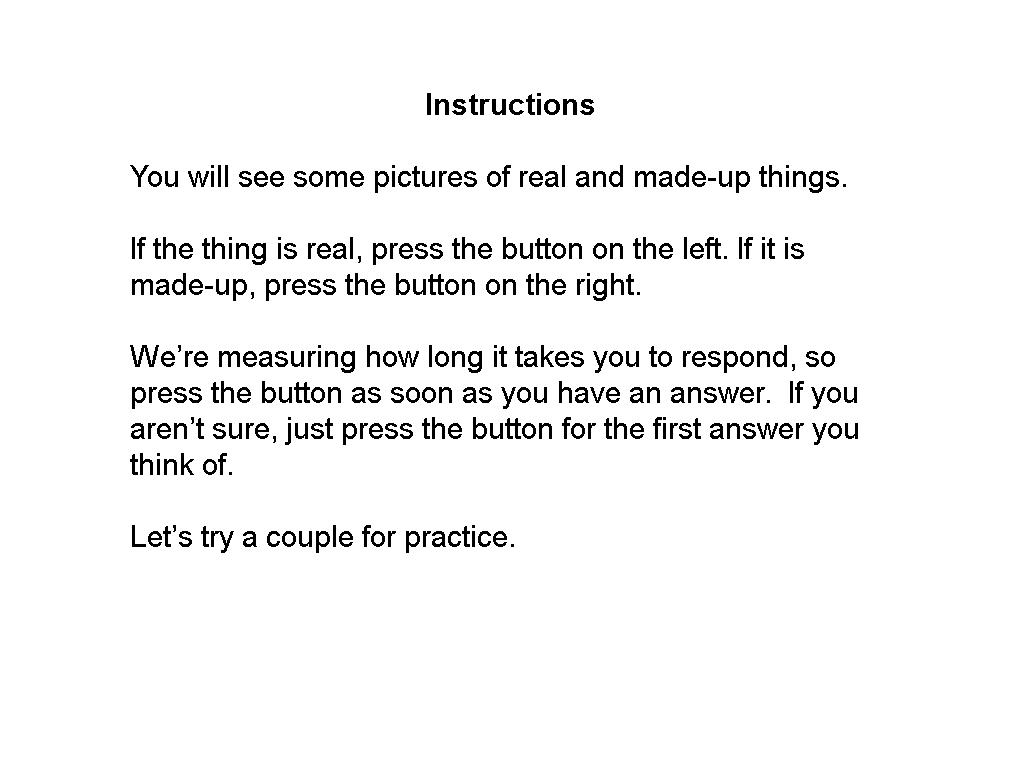 Instructions
You will see some pictures of real and made-up things.
If the thing is real, press the button on the left. If it is
made-up, press the button on the right.
We’re measuring how long it takes you to respond, so
press the button as soon as you have an answer.  If you
aren’t sure, just press the button for the first answer you
think of.
Let’s try a couple for practice.